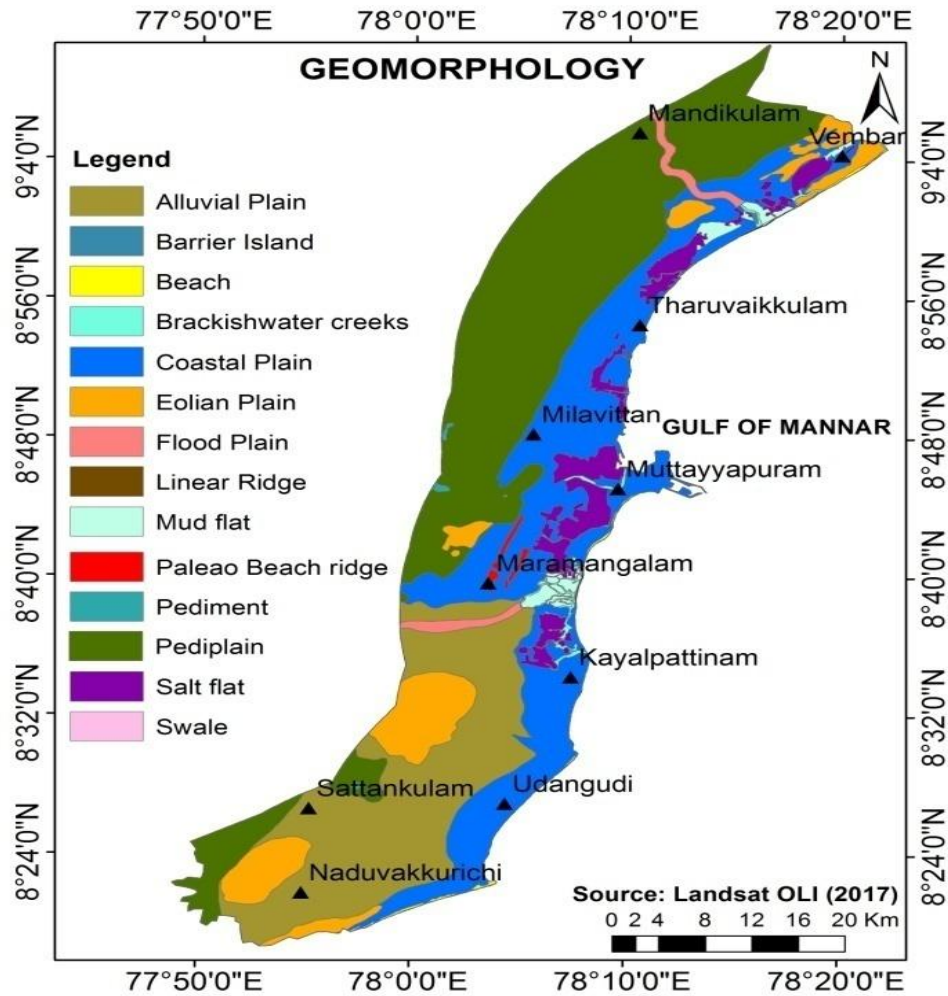 77°50'0"E 78°0'0"E 78°10'0"E 78°20'0"E
GEOMORPHOLOGY
N
Mandikulam
Vembar
9°4'0"N
9°4'0"N
Legend
Alluvial Plain
Barrier Island
Beach
Brackishwater creeks
Coastal Plain
Eolian Plain
Flood Plain
Linear Ridge
Mud flat
Paleao Beach ridge
Pediment
Pediplain
Salt flat
Swale
8°56'0"N
8°56'0"N
Tharuvaikkulam
Milavittan
GULF OF MANNAR
8°48'0"N
8°48'0"N
Muttayyapuram
Maramangalam
8°40'0"N
8°40'0"N
Kayalpattinam
8°32'0"N
8°32'0"N
Sattankulam
Udangudi
8°24'0"N
8°24'0"N
Naduvakkurichi
Source: Landsat OLI (2017)
0 2 4 8 12 16 20 Km
77°50'0"E 78°0'0"E 78°10'0"E 78°20'0"E